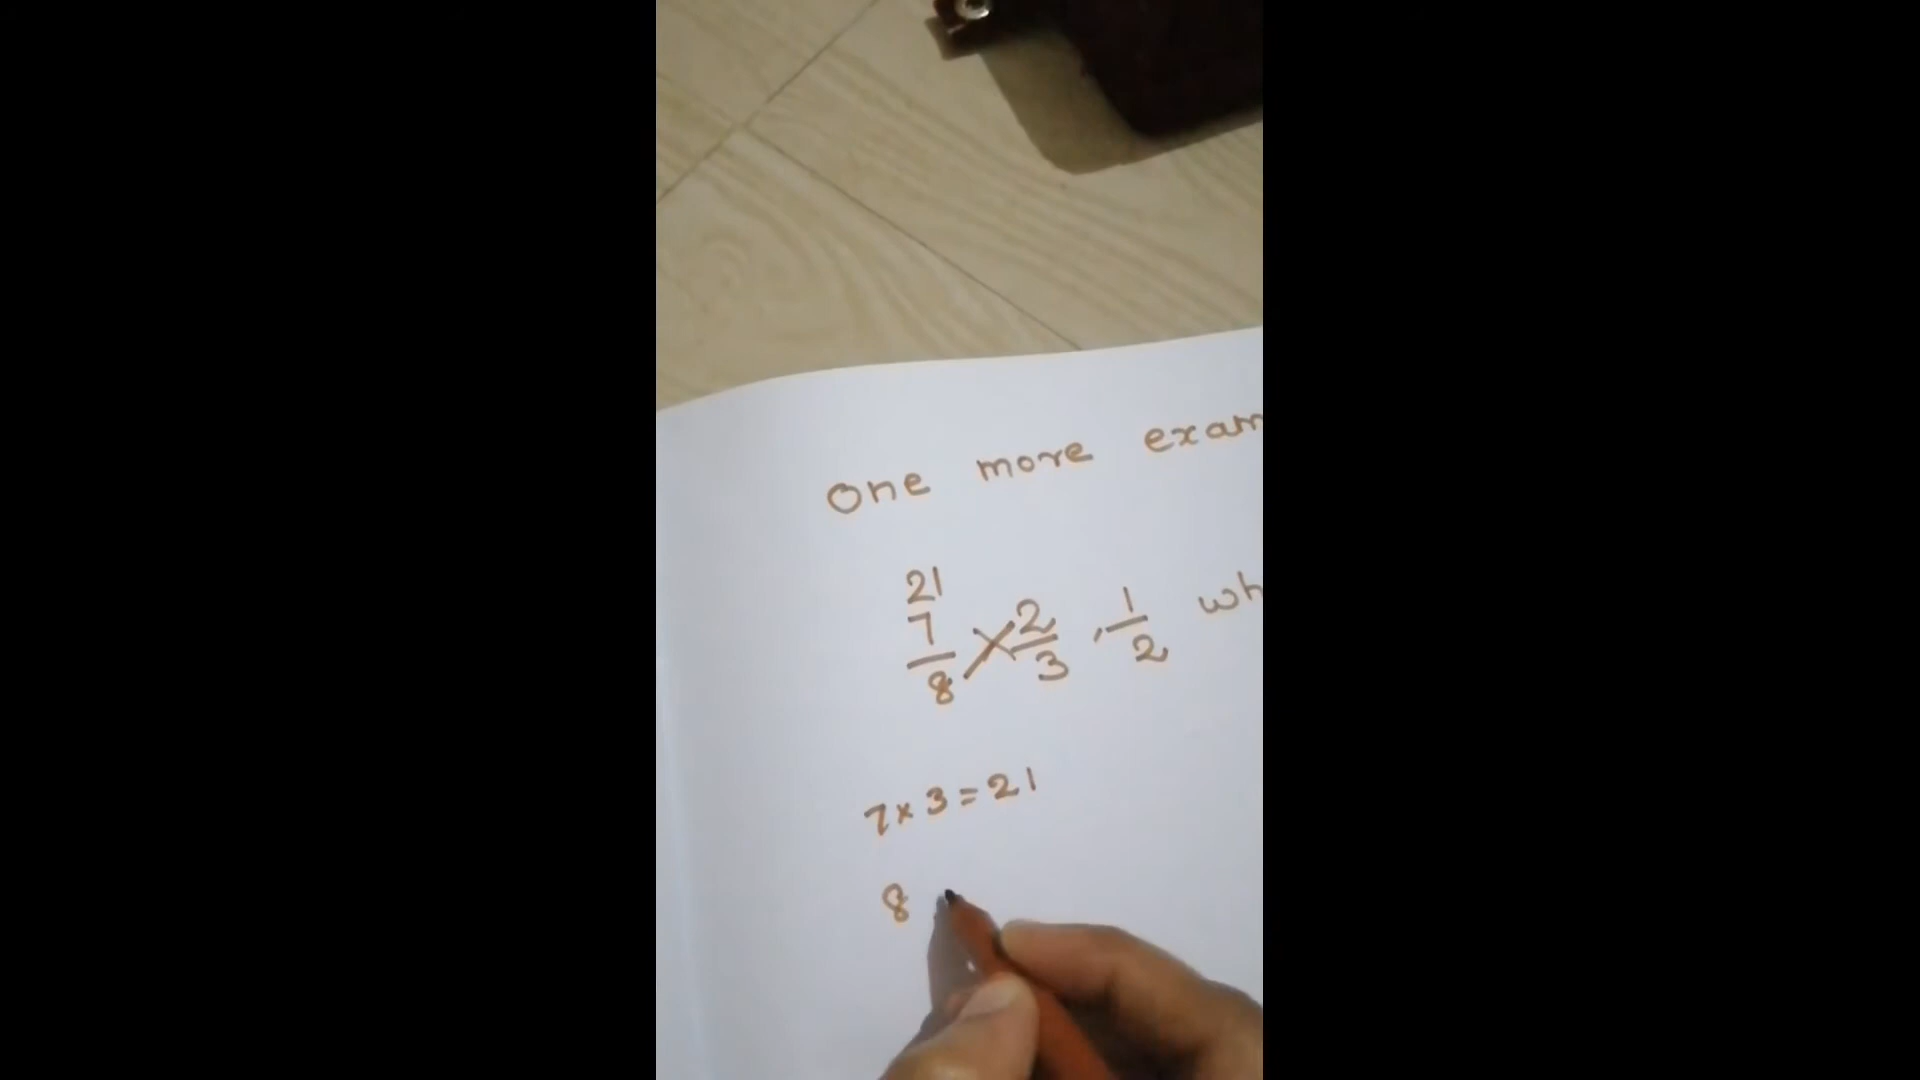 One more exam
21
7/8 × 2/3 , 1/2 wh
7 × 3 = 21
8